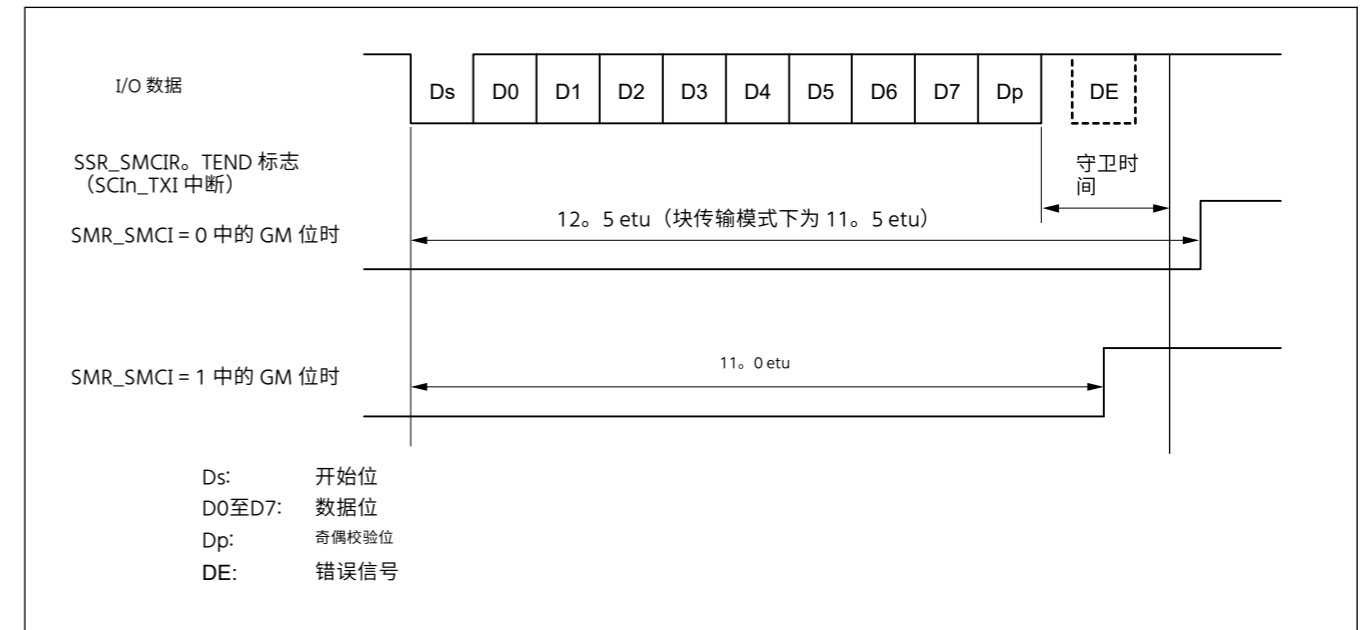 I/O 数据
Ds D0 D1 D2 D3 D4 D5 D6 D7 Dp DE
SSR_SMCIR。TEND 标志
（SCIn_TXI 中断）
守卫时
间
12。5 etu（块传输模式下为 11。5 etu）
SMR_SMCI = 0 中的 GM 位时
11。0 etu
SMR_SMCI = 1 中的 GM 位时
Ds: 开始位
D0至D7: 数据位
Dp: 奇偶校验位
DE: 错误信号